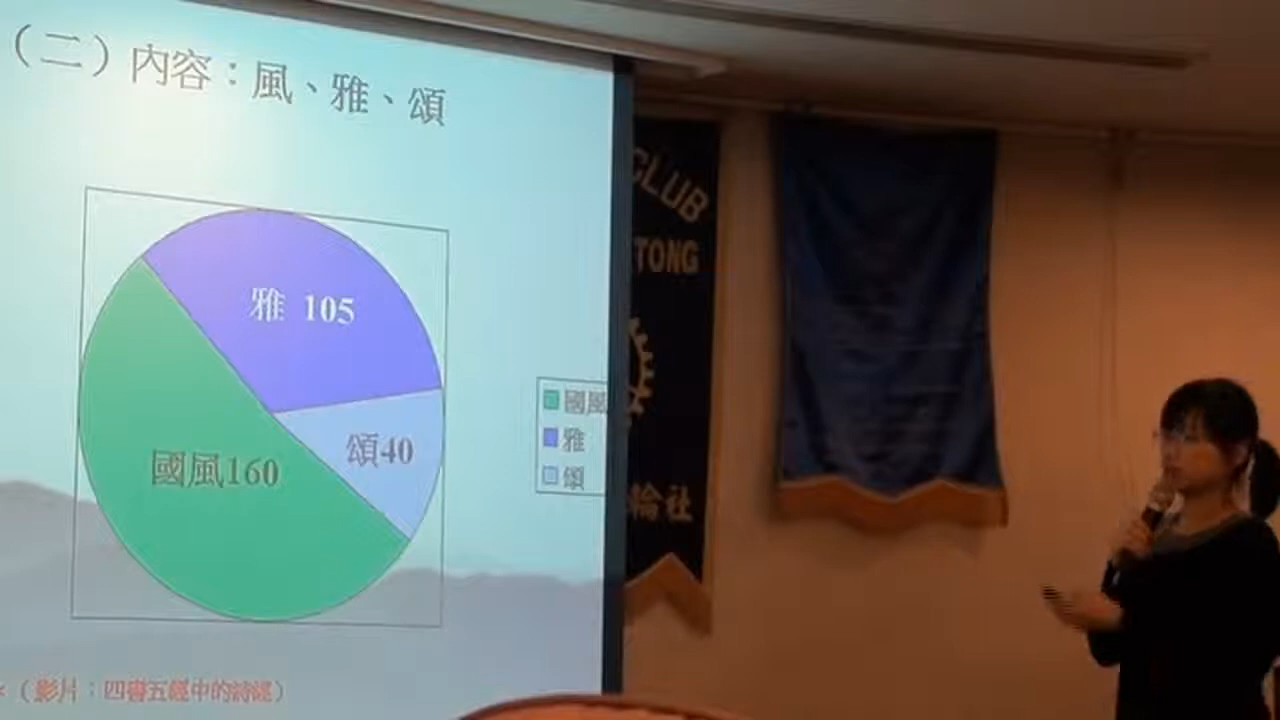 （二）內容：風、雅、頌
雅 105
國風160
頌40
國風
雅
頌
（影片：四書五經中的詩經）
CLUB
TONG
輪社